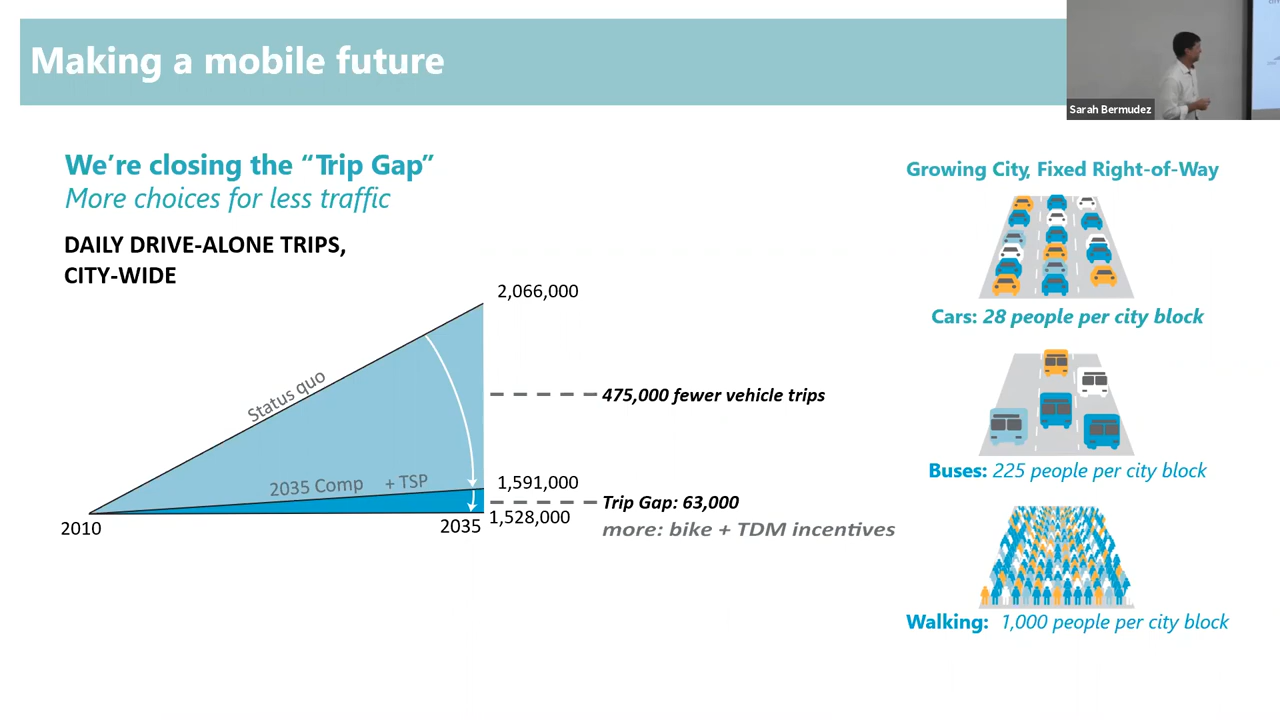 Making a mobile future
Sarah Bermudez
We're closing the “Trip Gap”
More choices for less traffic
DAILY DRIVE-ALONE TRIPS,
CITY-WIDE
2,066,000
Status quo
475,000 fewer vehicle trips
2035 Comp + TSP
1,591,000
Trip Gap: 63,000
1,528,000
2010
2035
more: bike + TDM incentives
Growing City, Fixed Right-of-Way
Cars: 28 people per city block
Buses: 225 people per city block
Walking: 1,000 people per city block